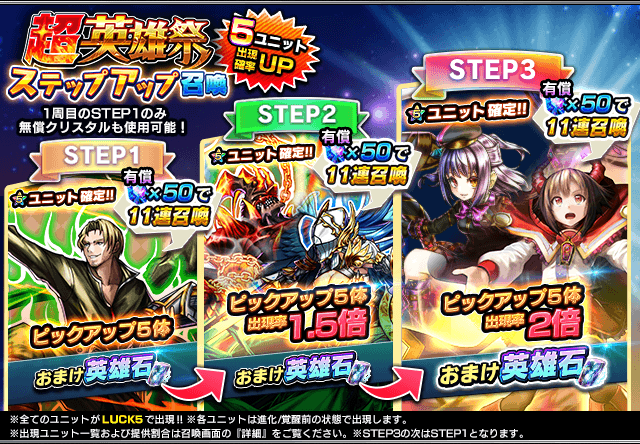 超英雄祭
ステップアップ召喚
5ユニット
出現
確率UP
1周目のSTEP1のみ
無償クリスタルも使用可能！
STEP1
ユニット確定!!
有償
×50で
11連召喚
ピックアップ5体
おまけ英雄石
STEP2
ユニット確定!!
有償
×50で
11連召喚
ピックアップ5体
出現率1.5倍
おまけ英雄石
STEP3
ユニット確定!!
有償
×50で
11連召喚
ピックアップ5体
出現率2倍
おまけ英雄石
※全てのユニットがLUCK5で出現!! ※各ユニットは進化/覚醒前の状態で出現します。
※出現ユニット一覧および提供割合は召喚画面の『詳細』をご覧ください。※STEP3の次はSTEP1となります。